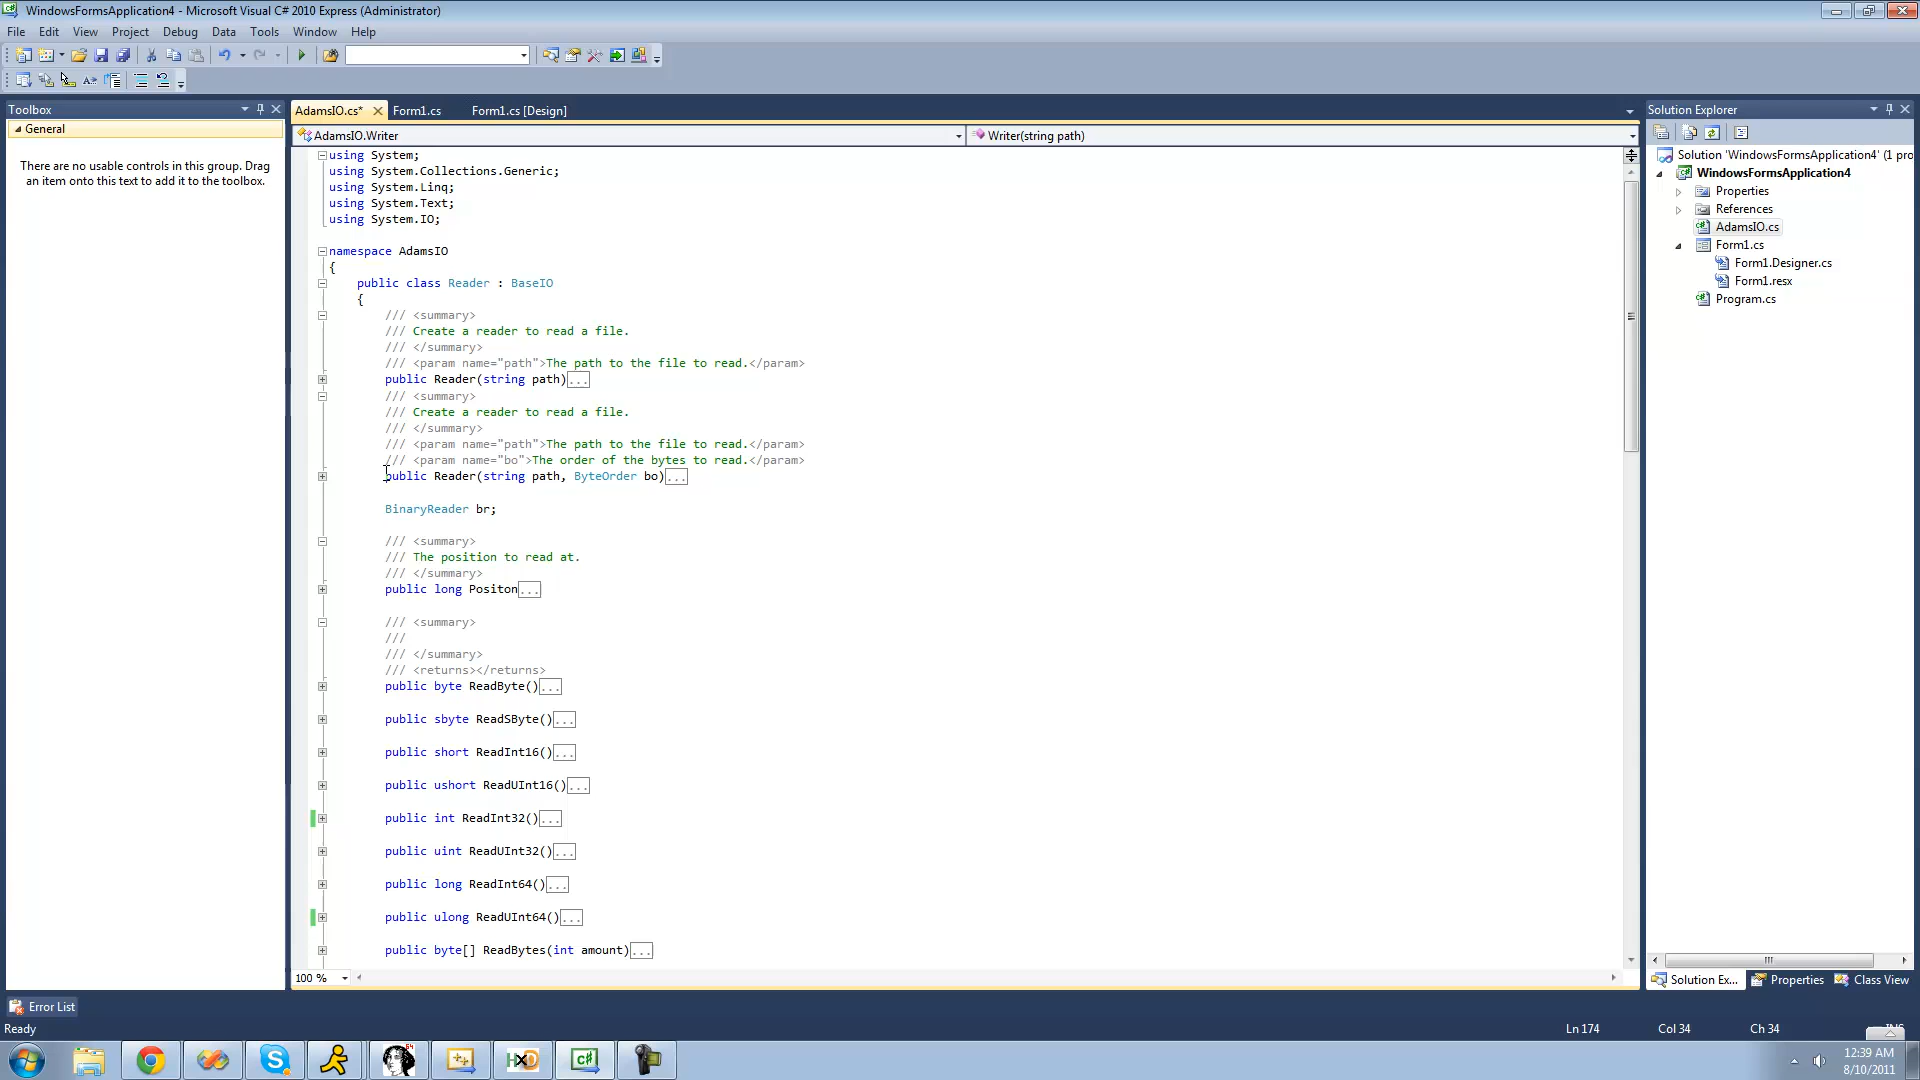 WindowsFormsApplication4 - Microsoft Visual C# 2010 Express (Administrator)
File Edit View Project Debug Data Tools Window Help
Toolbox
General
There are no usable controls in this group. Drag
an item onto this text to add it to the toolbox.
AdamsIO.cs* Form1.cs Form1.cs [Design]
AdamsIO.Writer Writer(string path)
using System;
using System.Collections.Generic;
using System.Linq;
using System.Text;
using System.IO;
namespace AdamsIO
{
public class Reader : BaseIO
{
/// <summary>
/// Create a reader to read a file.
/// </summary>
/// <param name="path">The path to the file to read.</param>
public Reader(string path)...
/// <summary>
/// Create a reader to read a file.
/// </summary>
/// <param name="path">The path to the file to read.</param>
/// <param name="bo">The order of the bytes to read.</param>
public Reader(string path, ByteOrder bo)...
BinaryReader br;
/// <summary>
/// The position to read at.
/// </summary>
public long Positon...
/// <summary>
///
/// </summary>
/// <returns></returns>
public byte ReadByte()...
public sbyte ReadSByte()...
public short ReadInt16()...
public ushort ReadUInt16()...
public int ReadInt32()...
public uint ReadUInt32()...
public long ReadInt64()...
public ulong ReadUInt64()...
public byte[] ReadBytes(int amount)...
100 %
Solution Explorer
Solution 'WindowsFormsApplication4' (1 pro
WindowsFormsApplication4
Properties
References
AdamsIO.cs
Form1.cs
Form1.Designer.cs
Form1.resx
Program.cs
Solution Ex... Properties Class View
Error List
Ready Ln 174 Col 34 Ch 34
12:39 AM
8/10/2011